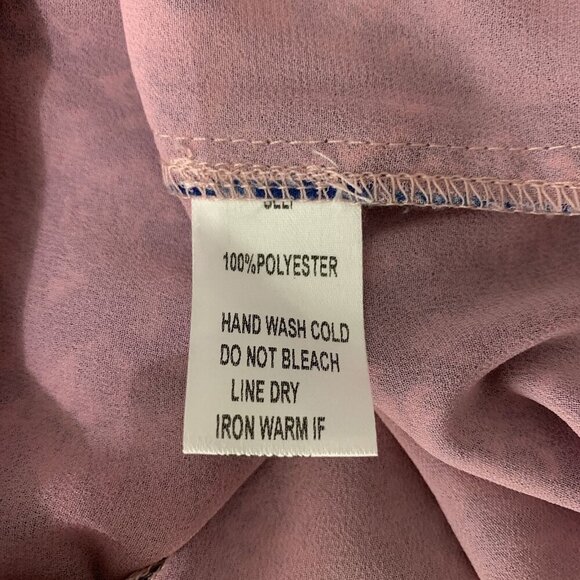 100%POLYESTER
HAND WASH COLD
DO NOT BLEACH
LINE DRY
IRON WARM IF